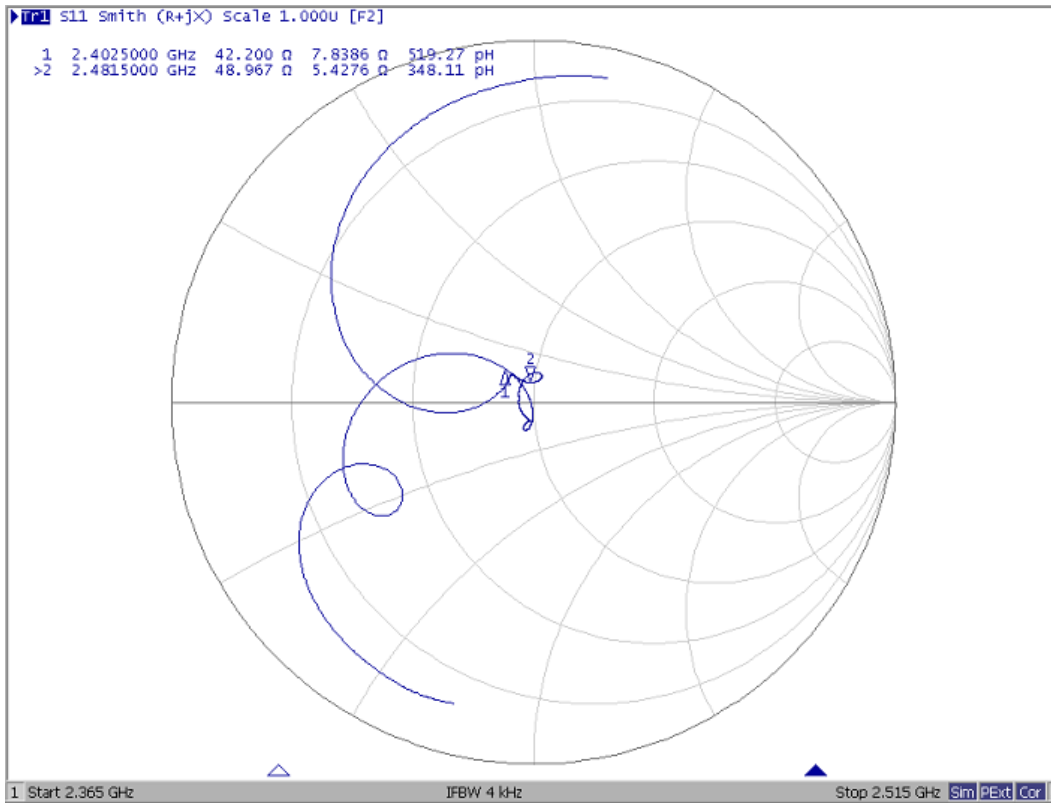 Tr1 S11 Smith (R+jX) Scale 1.000U [F2]
1 2.4025000 GHz 42.200 Ω 7.8386 Ω 519.27 pH
>2 2.4815000 GHz 48.967 Ω 5.4276 Ω 348.11 pH
2
1
1 Start 2.365 GHz IFBW 4 kHz Stop 2.515 GHz Sim PExt Cor